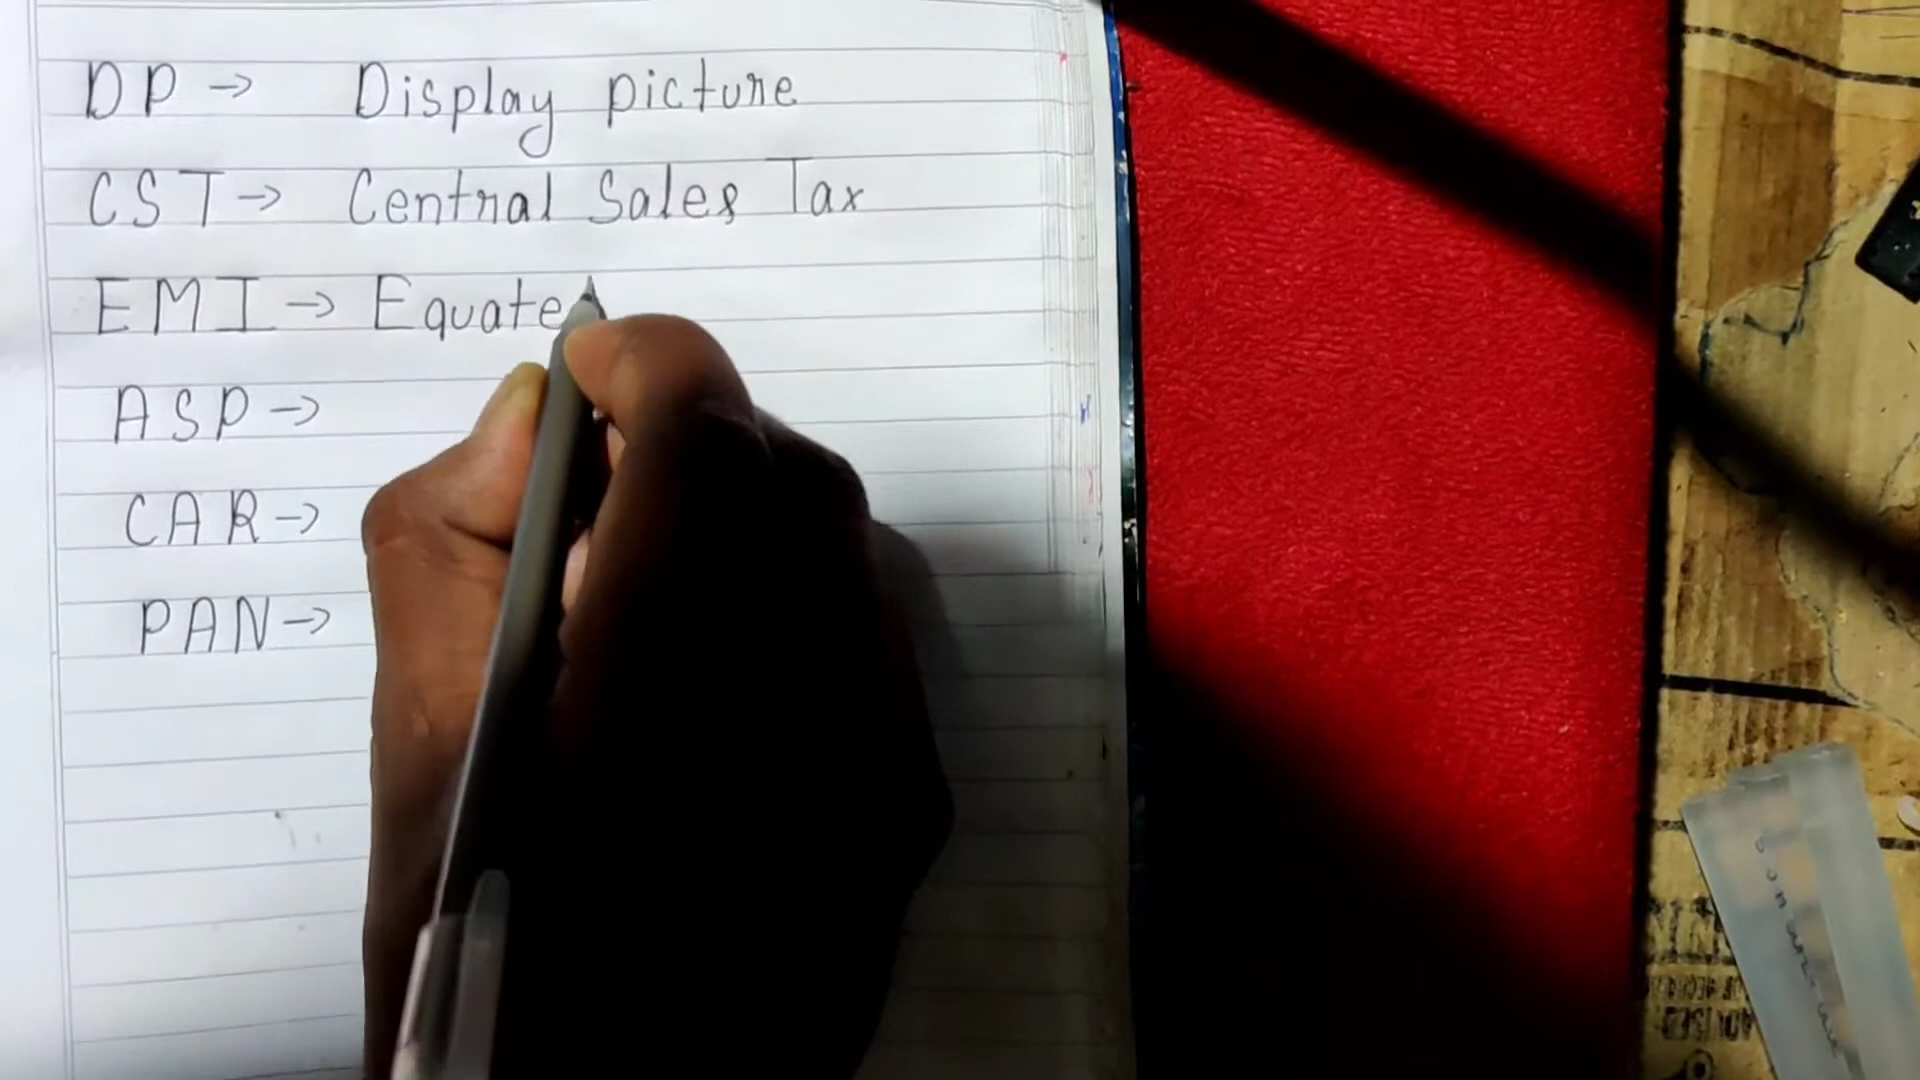 DP → Display picture
CST → Central Sales Tax
EMI → Equate
ASP →
CAR →
PAN →